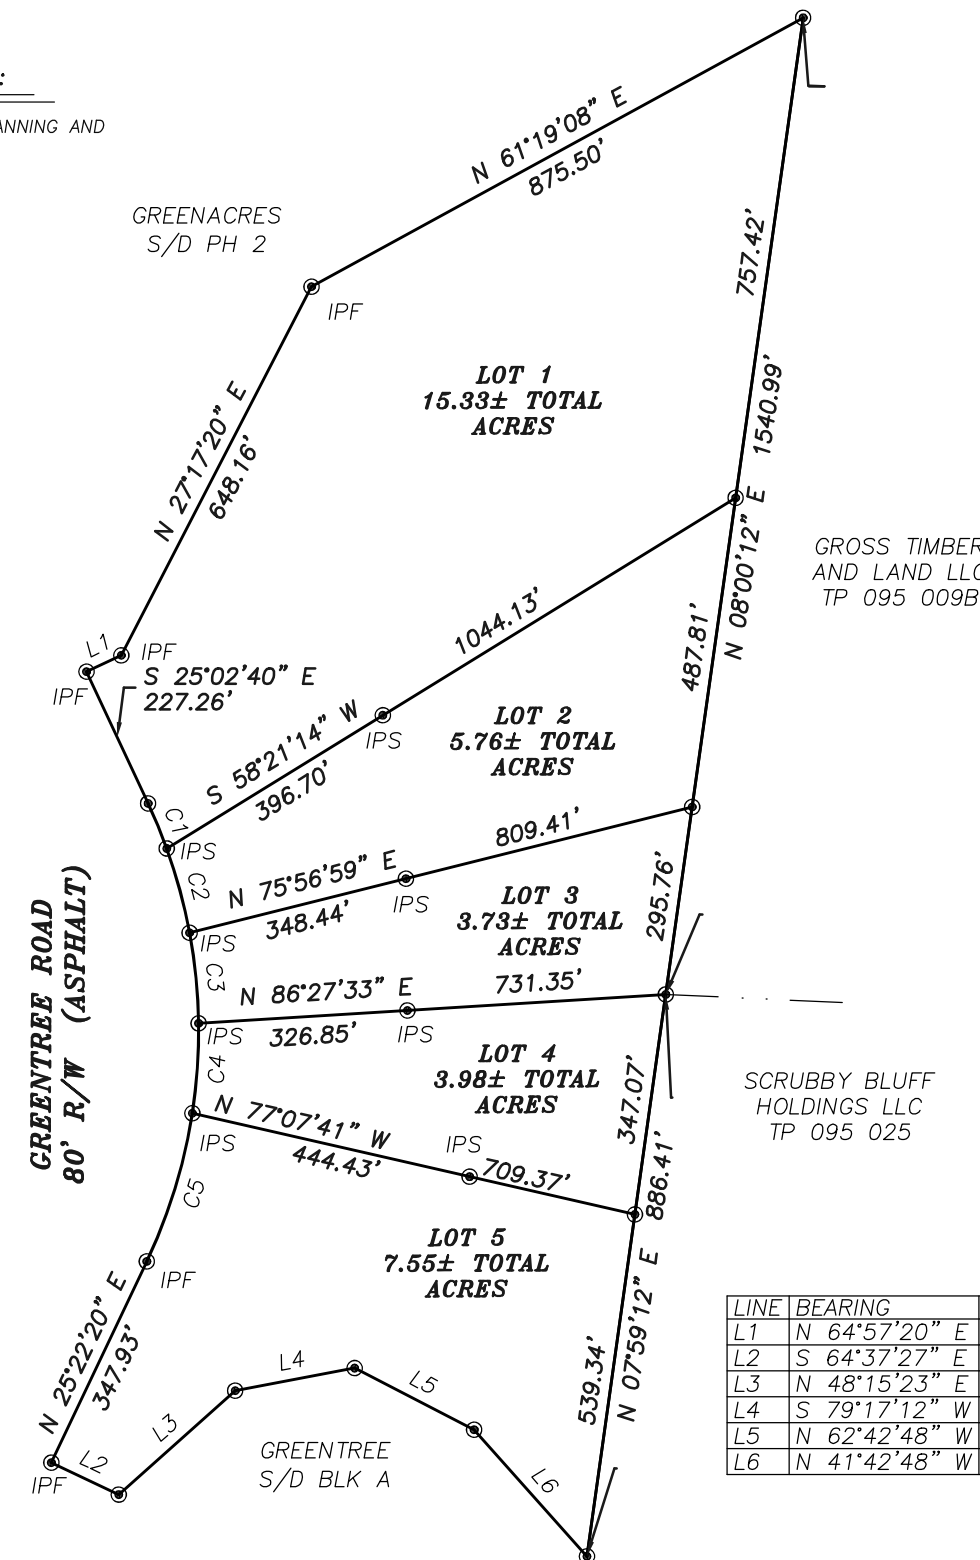 ANNING AND
N 61°19'08" E
875.50'
GREENACRES
S/D PH 2
757.42'
IPF
LOT 1
15.33± TOTAL
ACRES
1540.99'
N 27°17'20" E
648.16'
N 08°00'12" E
GROSS TIMBER
AND LAND LLC
TP 095 009B
1044.13'
487.81'
L1
IPF
IPF
S 25°02'40" E
227.26'
LOT 2
5.76± TOTAL
ACRES
S 58°21'14" W
396.70'
IPS
C1
IPS
809.41'
N 75°56'59" E
348.44'
IPS
C2
IPS
LOT 3
3.73± TOTAL
ACRES
295.76'
GREENTREE ROAD
80' R/W (ASPHALT)
C3
N 86°27'33" E
326.85'
731.35'
IPS
IPS
LOT 4
3.98± TOTAL
ACRES
C4
347.07'
SCRUBBY BLUFF
HOLDINGS LLC
TP 095 025
N 77°07'41" W
444.43'
IPS
IPS
709.37'
886.41'
C5
LOT 5
7.55± TOTAL
ACRES
IPF
N 07°59'12" E
539.34'
N 25°22'20" E
347.93'
L4
L5
L3
L2
IPF
GREENTREE
S/D BLK A
L6
LINE BEARING
L1 N 64°57'20" E
L2 S 64°37'27" E
L3 N 48°15'23" E
L4 S 79°17'12" W
L5 N 62°42'48" W
L6 N 41°42'48" W